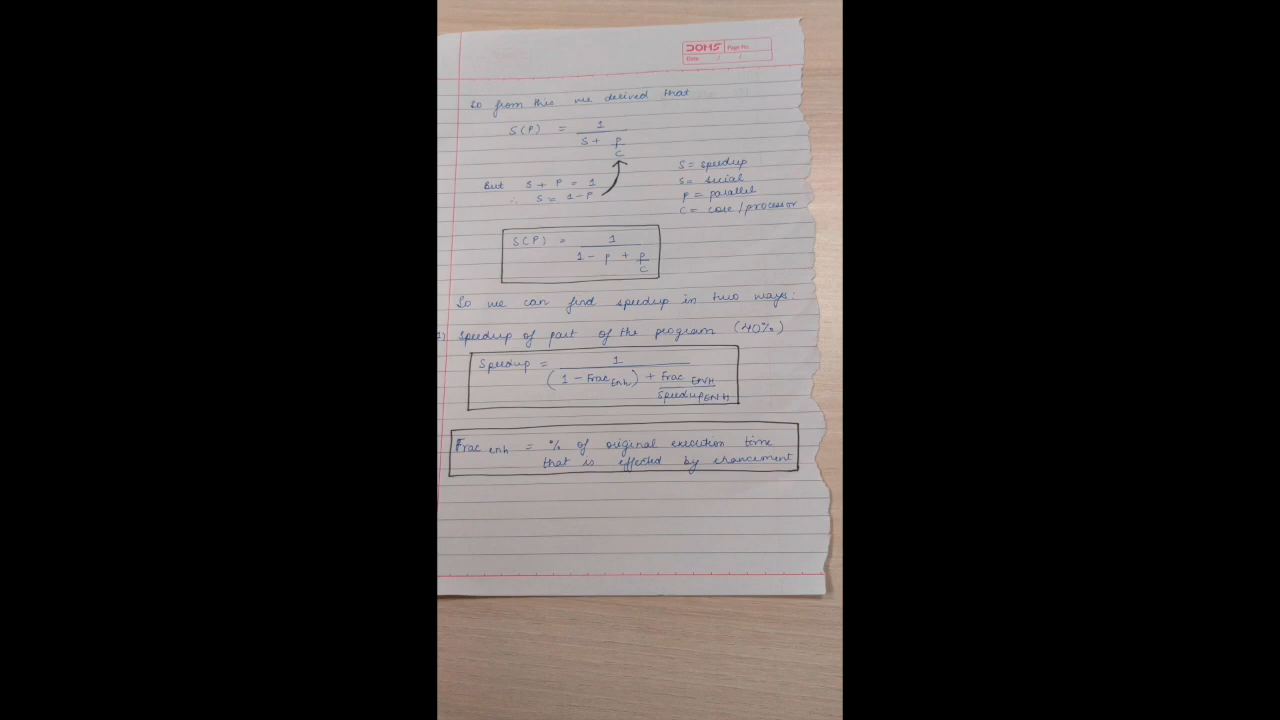 DOMS Page No.
Date / /
So from this we derived that
S(P) = 1 / (S + P/C)
But S + P = 1
∴ S = 1 - P
S = speedup
S = serial
P = parallel
C = core/processor
S(P) = 1 / (1 - P + P/C)
So we can find speedup in two ways:
1) Speedup of part of the program (40%)
Speedup = 1 / ((1 - Frac Enh) + Frac ENH / Speedup ENH)
Frac enh = % of original execution time
that is effected by enancement